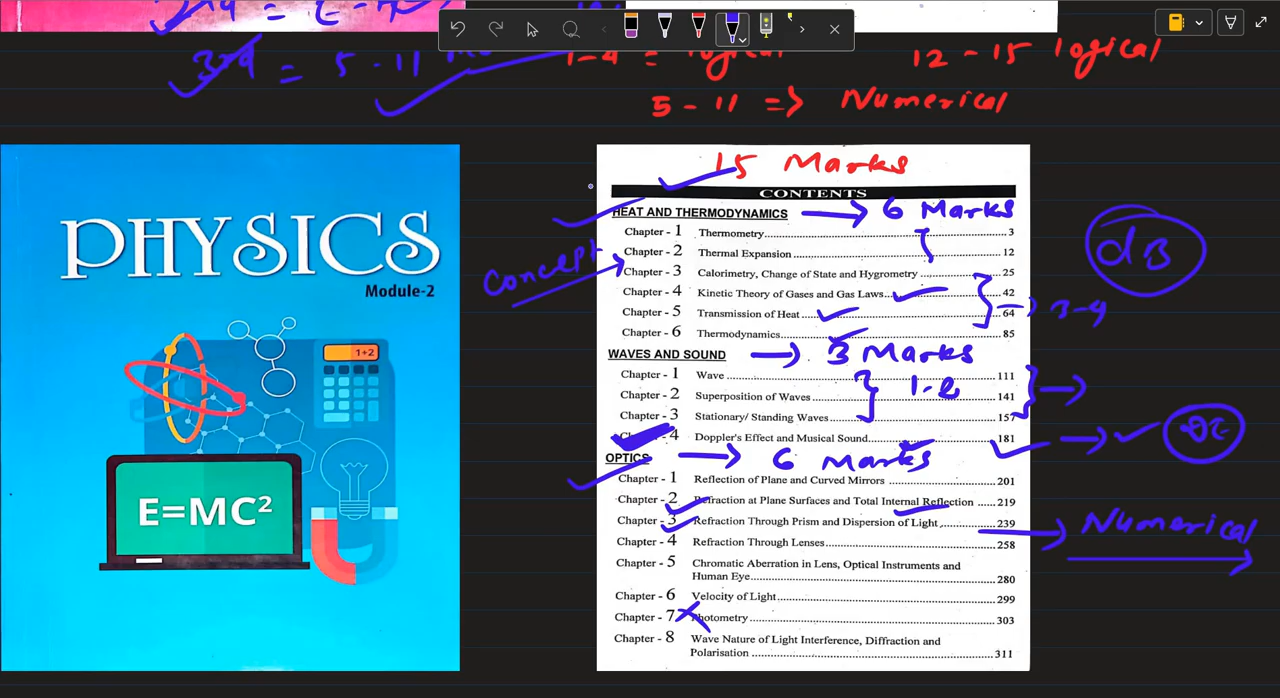 = 5-11
1-4 = logical
12-15 logical
5-11 => Numerical
PHYSICS
Module-2
1+2
E=MC²
15 Marks
CONTENTS
HEAT AND THERMODYNAMICS → 6 Marks
Chapter - 1 Thermometry 3
Chapter - 2 Thermal Expansion 12
Chapter - 3 Calorimetry, Change of State and Hygrometry 25
Chapter - 4 Kinetic Theory of Gases and Gas Laws 42
Chapter - 5 Transmission of Heat 64
Chapter - 6 Thermodynamics 85
Concept
→ 3-4
dB
WAVES AND SOUND → 3 Marks
Chapter - 1 Wave 111
Chapter - 2 Superposition of Waves 141
Chapter - 3 Stationary/ Standing Waves 157
1-2
4 Doppler's Effect and Musical Sound 181
OPTICS → 6 Marks
Chapter - 1 Reflection of Plane and Curved Mirrors 201
Chapter - 2 Refraction at Plane Surfaces and Total Internal Reflection 219
Chapter - 3 Refraction Through Prism and Dispersion of Light 239
→ Numerical
Chapter - 4 Refraction Through Lenses 258
Chapter - 5 Chromatic Aberration in Lens, Optical Instruments and
Human Eye 280
Chapter - 6 Velocity of Light 299
Chapter - 7 Photometry 303
Chapter - 8 Wave Nature of Light Interference, Diffraction and
Polarisation 311